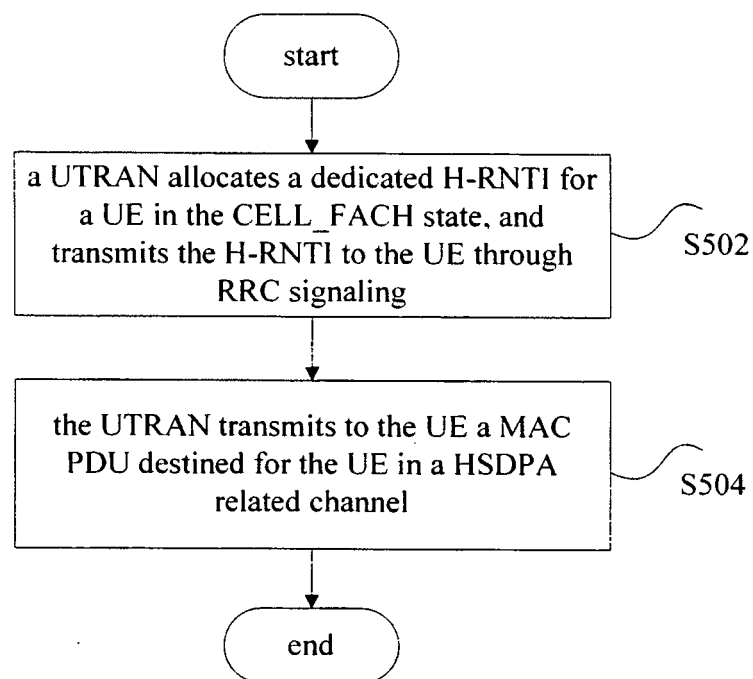 start
a UTRAN allocates a dedicated H-RNTI for
a UE in the CELL_FACH state, and
transmits the H-RNTI to the UE through
RRC signaling
S502
the UTRAN transmits to the UE a MAC
PDU destined for the UE in a HSDPA
related channel
S504
end